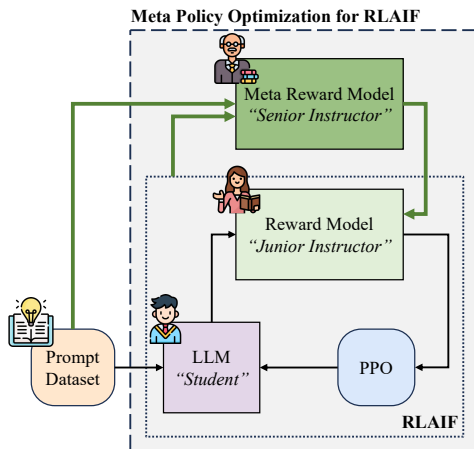 Meta Policy Optimization for RLAIF
Meta Reward Model
“Senior Instructor”
Reward Model
“Junior Instructor”
Prompt
Dataset
LLM
“Student”
PPO
RLAIF